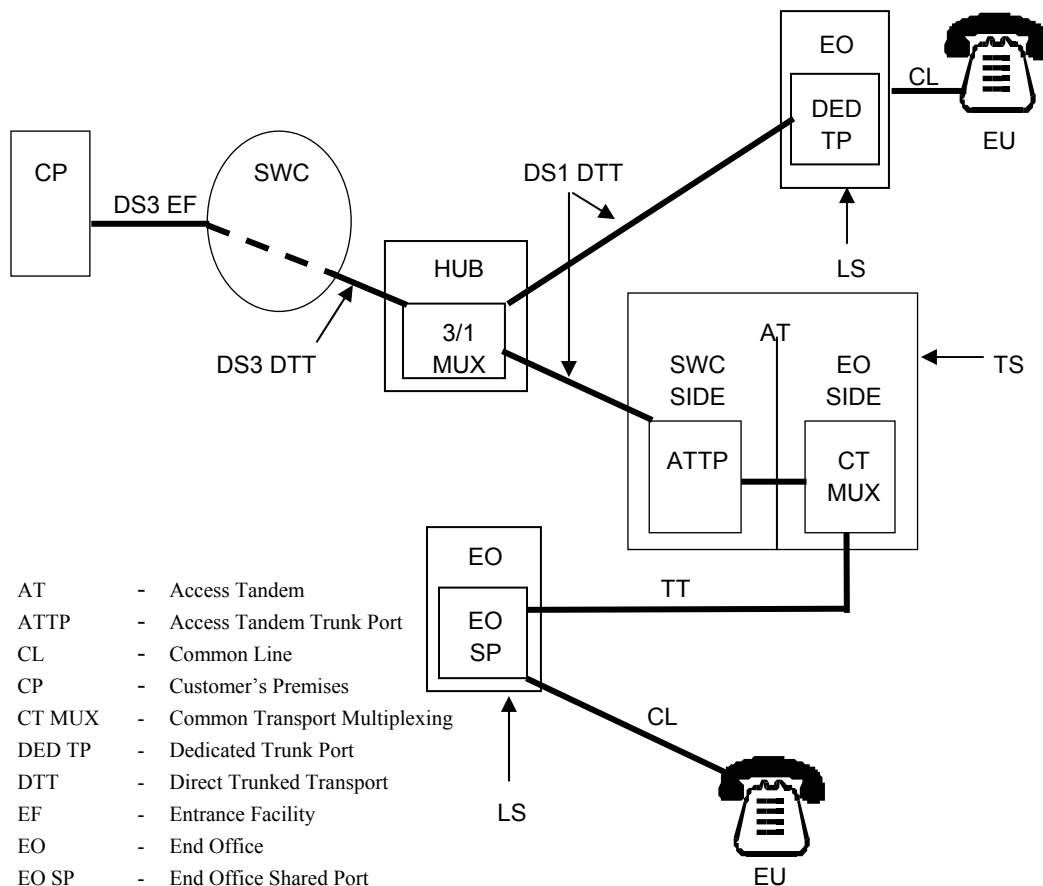 EO
CL
DED
TP
EU
CP
SWC
DS1 DTT
DS3 EF
LS
HUB
3/1
MUX
DS3 DTT
AT
SWC
SIDE
EO
SIDE
TS
ATTP
CT
MUX
EO
TT
EO
SP
CL
LS
EU
AT - Access Tandem
ATTP - Access Tandem Trunk Port
CL - Common Line
CP - Customer’s Premises
CT MUX - Common Transport Multiplexing
DED TP - Dedicated Trunk Port
DTT - Direct Trunked Transport
EF - Entrance Facility
EO - End Office
EO SP - End Office Shared Port